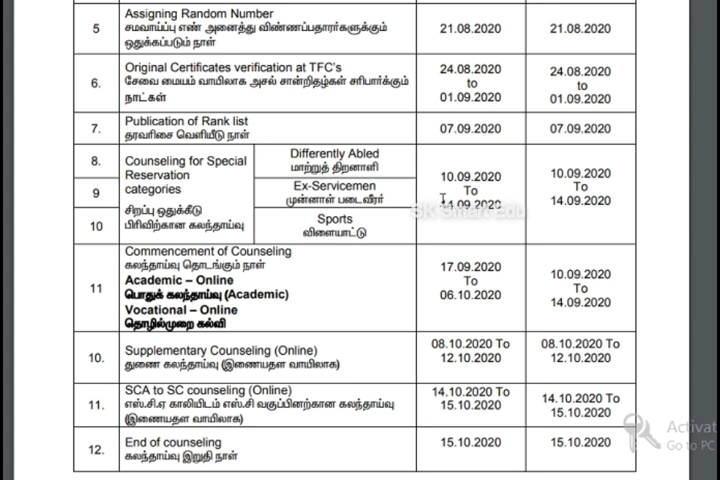 5
Assigning Random Number
சமவாய்ப்பு எண் அனைத்து விண்ணப்பதாரர்களுக்கும்
ஒதுக்கப்படும் நாள்
21.08.2020
21.08.2020
6.
Original Certificates verification at TFC's
சேவை மையம் வாயிலாக அசல் சான்றிதழ்கள் சரிபார்க்கும்
நாட்கள்
24.08.2020
to
01.09.2020
24.08.2020
to
01.09.2020
7.
Publication of Rank list
தரவரிசை வெளியீடு நாள்
07.09.2020
07.09.2020
8.
9
10
Counseling for Special
Reservation
categories
சிறப்பு ஒதுக்கீடு
பிரிவிற்கான கலந்தாய்வு
Differently Abled
மாற்றுத் திறனாளி
Ex-Servicemen
முன்னாள் படைவீரர்
Sports
விளையாட்டு
10.09.2020
To
14.09.2020
10.09.2020
To
14.09.2020
SK Smart Edu
11
Commencement of Counseling
கலந்தாய்வு தொடங்கும் நாள்
Academic – Online
பொதுக் கலந்தாய்வு (Academic)
Vocational – Online
தொழில்முறை கல்வி
17.09.2020
To
06.10.2020
10.09.2020
To
14.09.2020
10.
Supplementary Counseling (Online)
துணை கலந்தாய்வு (இணையதள வாயிலாக)
08.10.2020 To
12.10.2020
08.10.2020 To
12.10.2020
11.
SCA to SC counseling (Online)
எஸ்.சி.ஏ காலியிடம் எஸ்.சி வகுப்பினற்கான கலந்தாய்வு
(இணையதள வாயிலாக)
14.10.2020 To
15.10.2020
14.10.2020 To
15.10.2020
12.
End of counseling
கலந்தாய்வு இறுதி நாள்
15.10.2020
15.10.2020
Activat
Go to PC